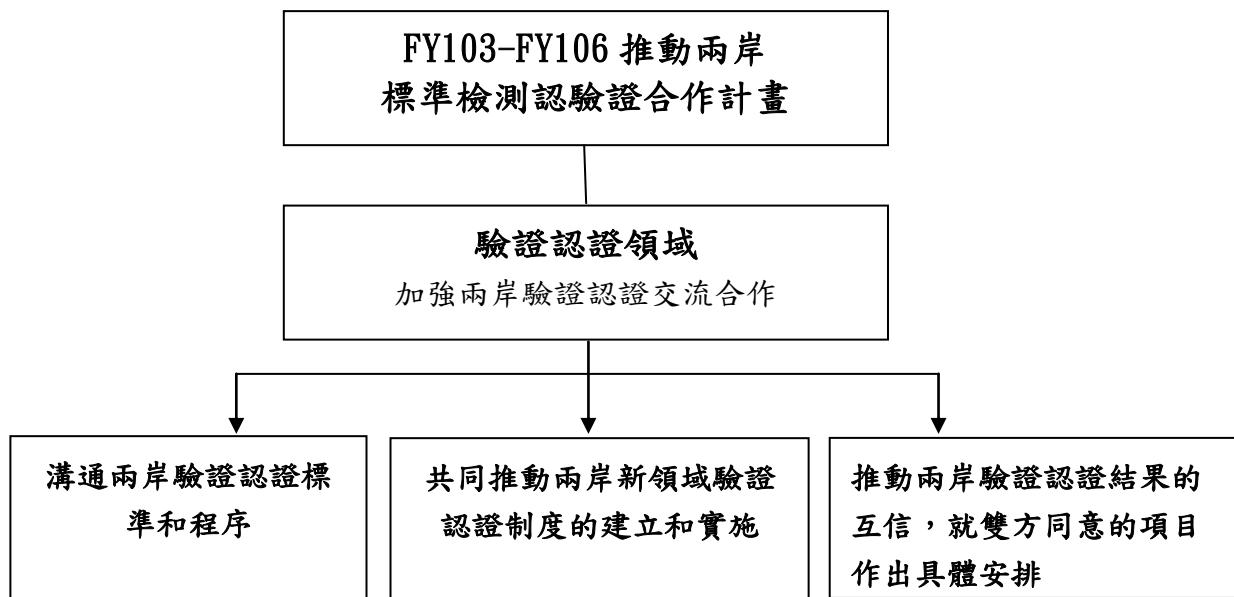 FY103-FY106 推動兩岸
標準檢測認驗證合作計畫
驗證認證領域
加強兩岸驗證認證交流合作
溝通兩岸驗證認證標
準和程序
共同推動兩岸新領域驗證
認證制度的建立和實施
推動兩岸驗證認證結果的
互信，就雙方同意的項目
作出具體安排